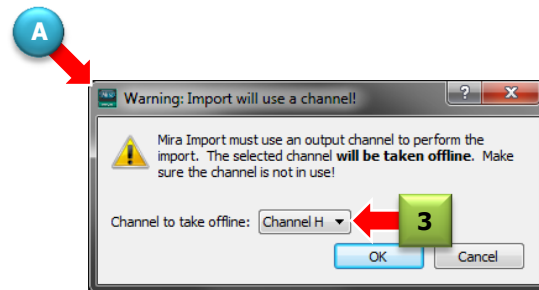 A
Warning: Import will use a channel!
?
X
Mira Import must use an output channel to perform the
import. The selected channel will be taken offline. Make
sure the channel is not in use!
Channel to take offline: Channel H
3
OK Cancel